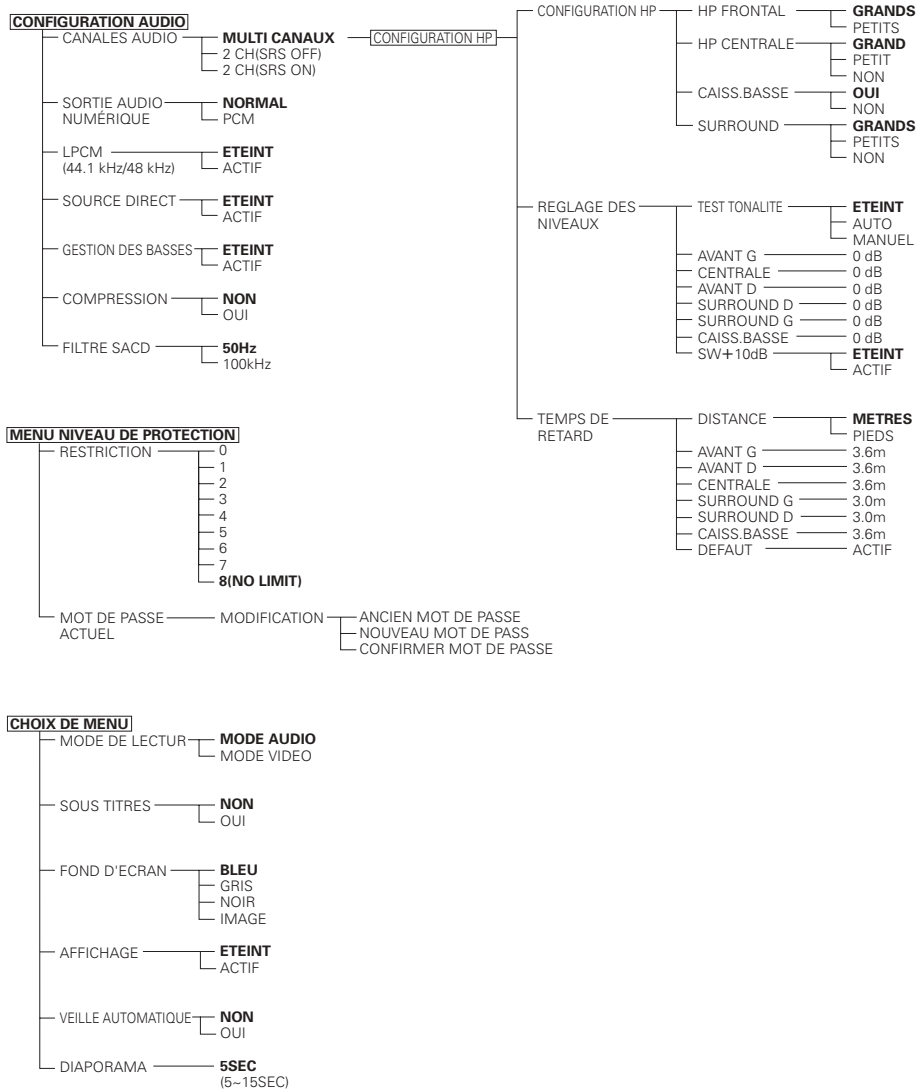 CONFIGURATION AUDIO
CANALES AUDIO
MULTI CANAUX
2 CH(SRS OFF)
2 CH(SRS ON)
SORTIE AUDIO
NUMÉRIQUE
NORMAL
PCM
LPCM
(44.1 kHz/48 kHz)
ETEINT
ACTIF
SOURCE DIRECT
ETEINT
ACTIF
GESTION DES BASSES
ETEINT
ACTIF
COMPRESSION
NON
OUI
FILTRE SACD
50Hz
100kHz
CONFIGURATION HP
CONFIGURATION HP
HP FRONTAL
GRANDS
PETITS
HP CENTRALE
GRAND
PETIT
NON
CAISS.BASSE
OUI
NON
SURROUND
GRANDS
PETITS
NON
REGLAGE DES
NIVEAUX
TEST TONALITE
ETEINT
AUTO
MANUEL
AVANT G 0 dB
CENTRALE 0 dB
AVANT D 0 dB
SURROUND D 0 dB
SURROUND G 0 dB
CAISS.BASSE 0 dB
SW+10dB
ETEINT
ACTIF
TEMPS DE
RETARD
DISTANCE
METRES
PIEDS
AVANT G 3.6m
AVANT D 3.6m
CENTRALE 3.6m
SURROUND G 3.0m
SURROUND D 3.0m
CAISS.BASSE 3.6m
DEFAUT ACTIF
MENU NIVEAU DE PROTECTION
RESTRICTION
0
1
2
3
4
5
6
7
8(NO LIMIT)
MOT DE PASSE
ACTUEL
MODIFICATION
ANCIEN MOT DE PASSE
NOUVEAU MOT DE PASS
CONFIRMER MOT DE PASSE
CHOIX DE MENU
MODE DE LECTUR
MODE AUDIO
MODE VIDEO
SOUS TITRES
NON
OUI
FOND D'ECRAN
BLEU
GRIS
NOIR
IMAGE
AFFICHAGE
ETEINT
ACTIF
VEILLE AUTOMATIQUE
NON
OUI
DIAPORAMA
5SEC
(5~15SEC)